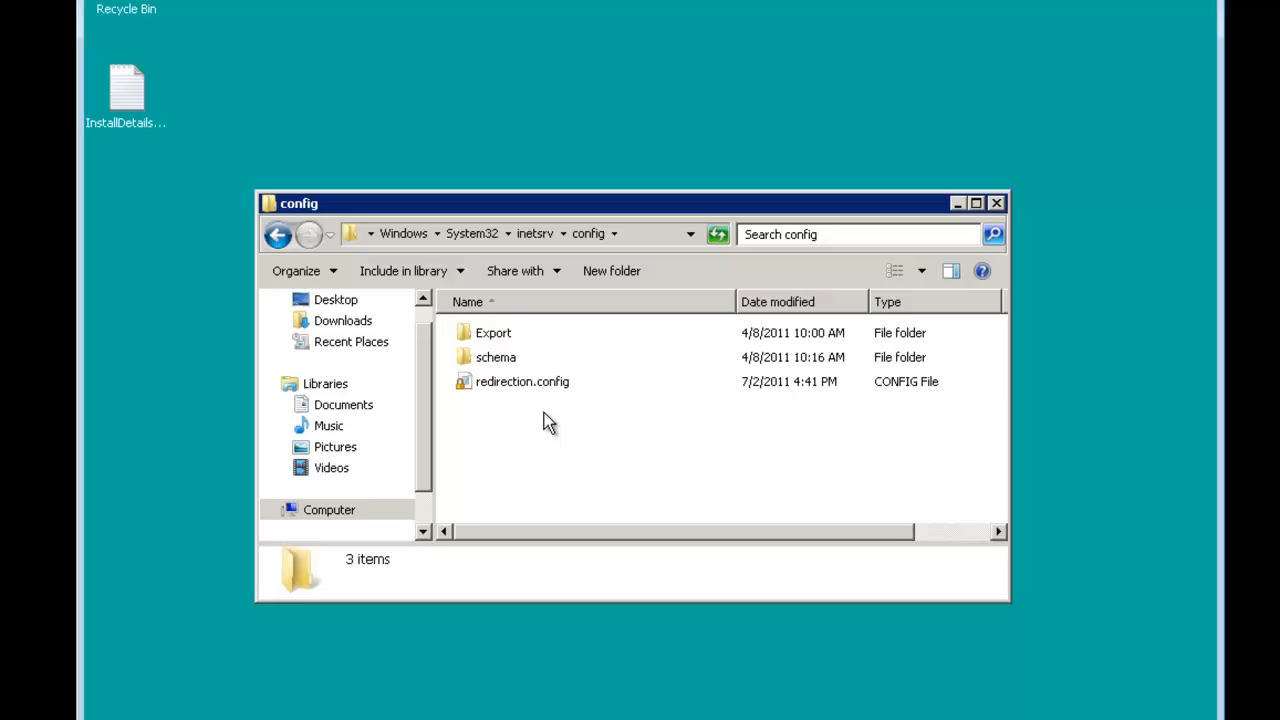 Recycle Bin
InstallDetails...
config
Windows System32 inetsrv config
Search config
Organize Include in library Share with New folder
Name Date modified Type
Desktop
Downloads
Recent Places
Libraries
Documents
Music
Pictures
Videos
Computer
Export 4/8/2011 10:00 AM File folder
schema 4/8/2011 10:16 AM File folder
redirection.config 7/2/2011 4:41 PM CONFIG File
3 items